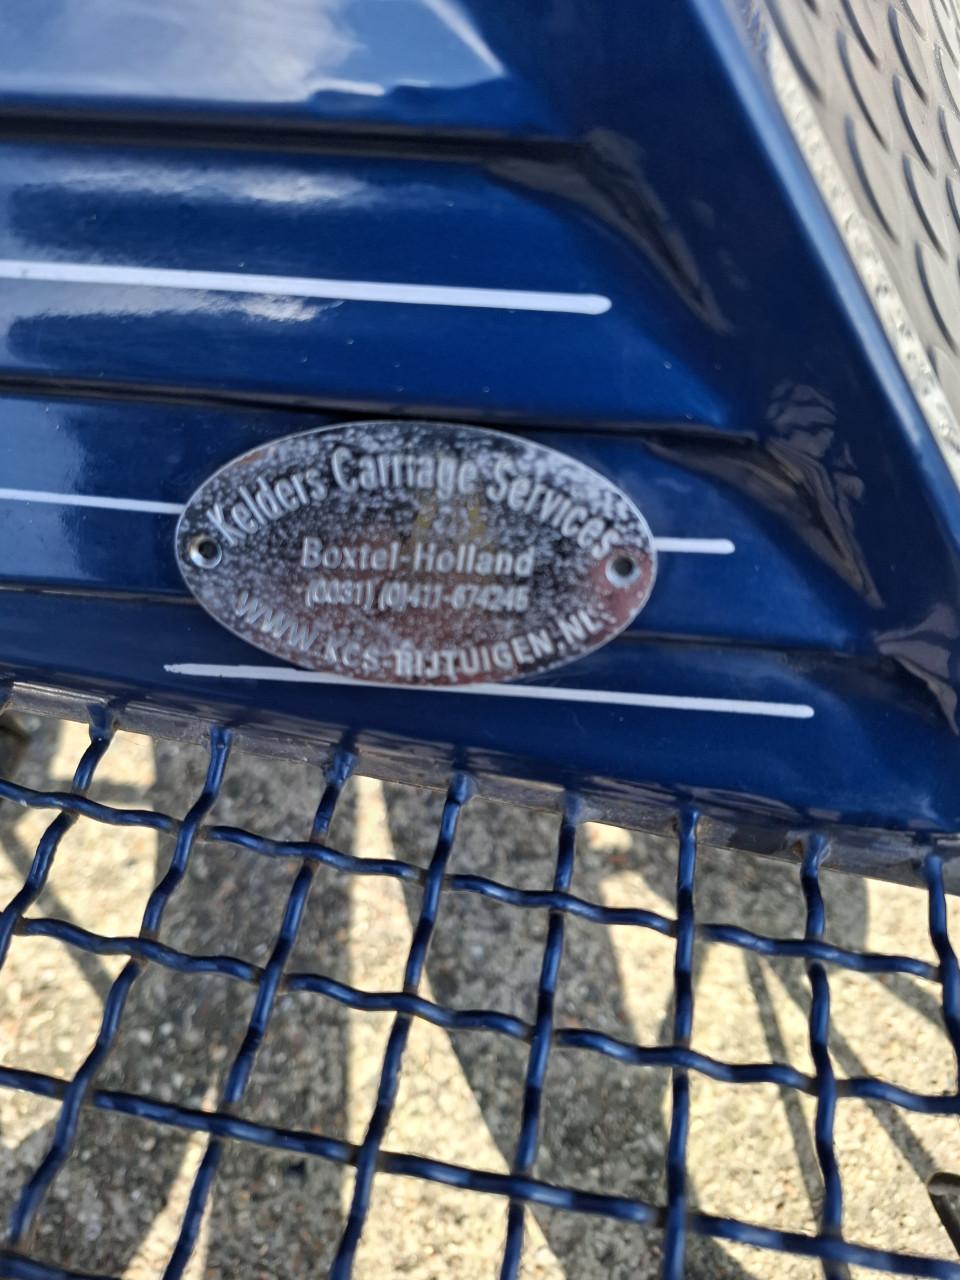 Kelders Carriage Services
Boxtel-Holland
(0031) (0)411-674245
WWW.KCS-RIJTUIGEN.NL